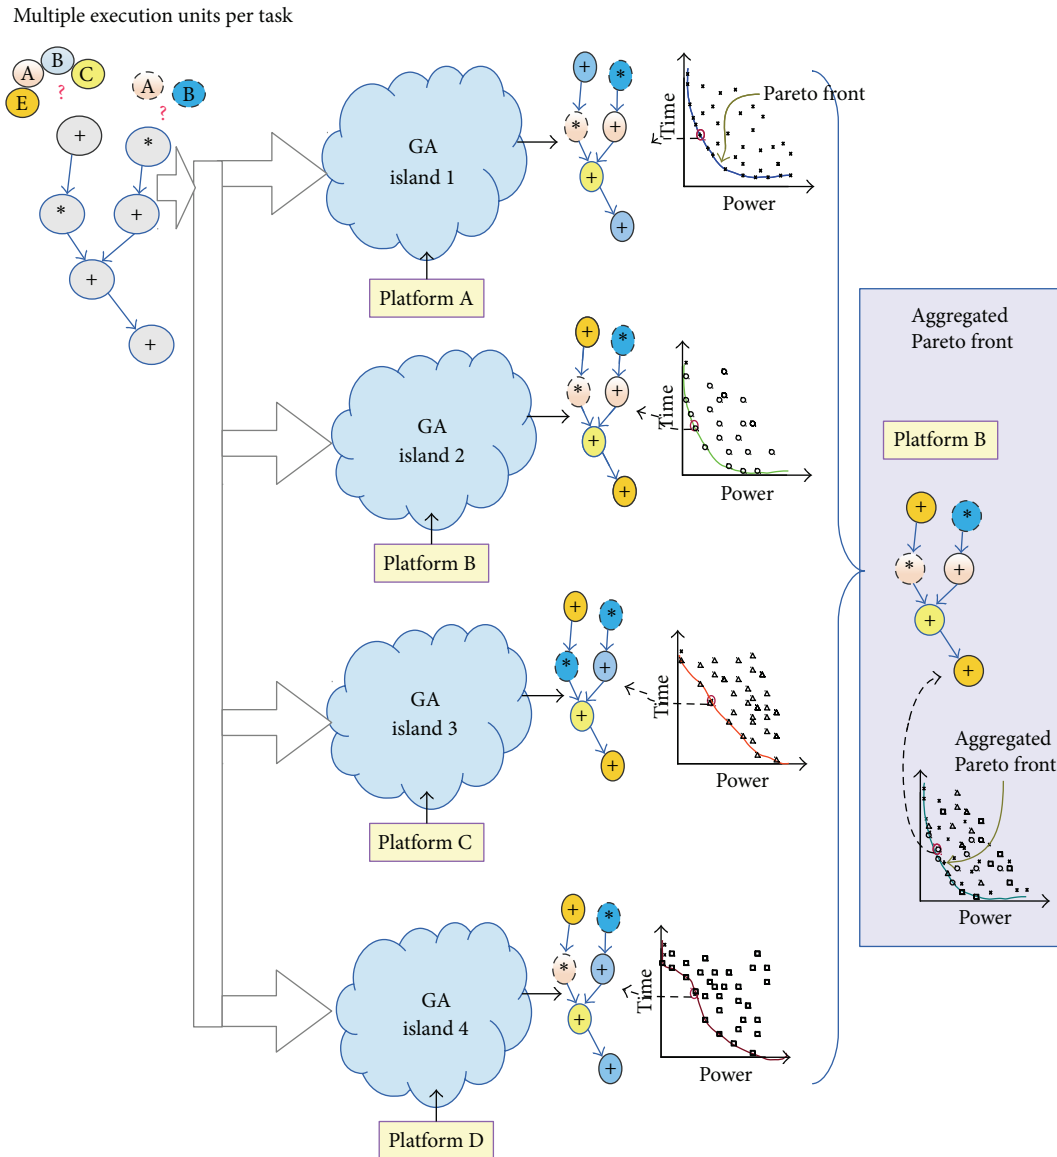 Multiple execution units per task
B
A
C
E
?
A
B
?
+
*
*
+
+
+
GA
island 1
Platform A
+
*
*
+
+
+
Time
Pareto front
Power
GA
island 2
Platform B
+
*
*
+
+
+
Time
Power
GA
island 3
Platform C
+
*
*
+
+
+
Time
Power
GA
island 4
Platform D
+
*
*
+
+
+
Time
Power
Aggregated
Pareto front
Platform B
+
*
*
+
+
+
Aggregated
Pareto front
Power